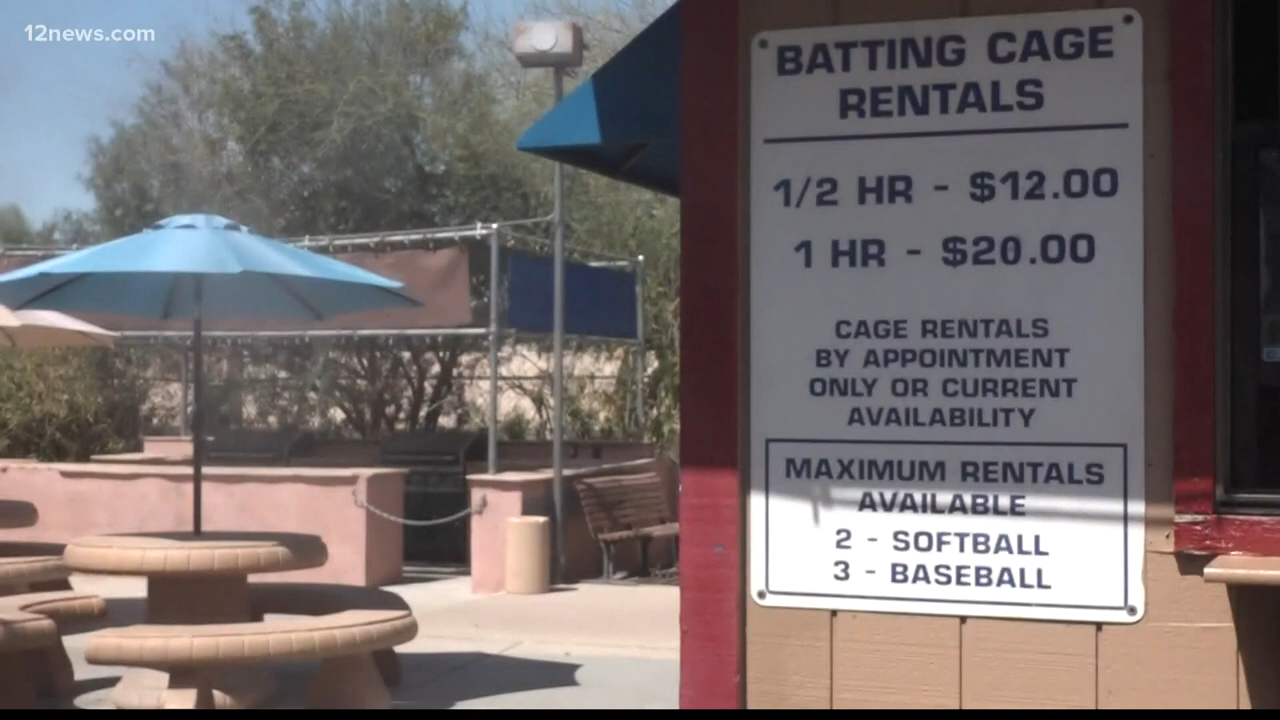 12news.com
BATTING CAGE
RENTALS
1/2 HR - $12.00
1 HR - $20.00
CAGE RENTALS
BY APPOINTMENT
ONLY OR CURRENT
AVAILABILITY
MAXIMUM RENTALS
AVAILABLE
2 - SOFTBALL
3 - BASEBALL